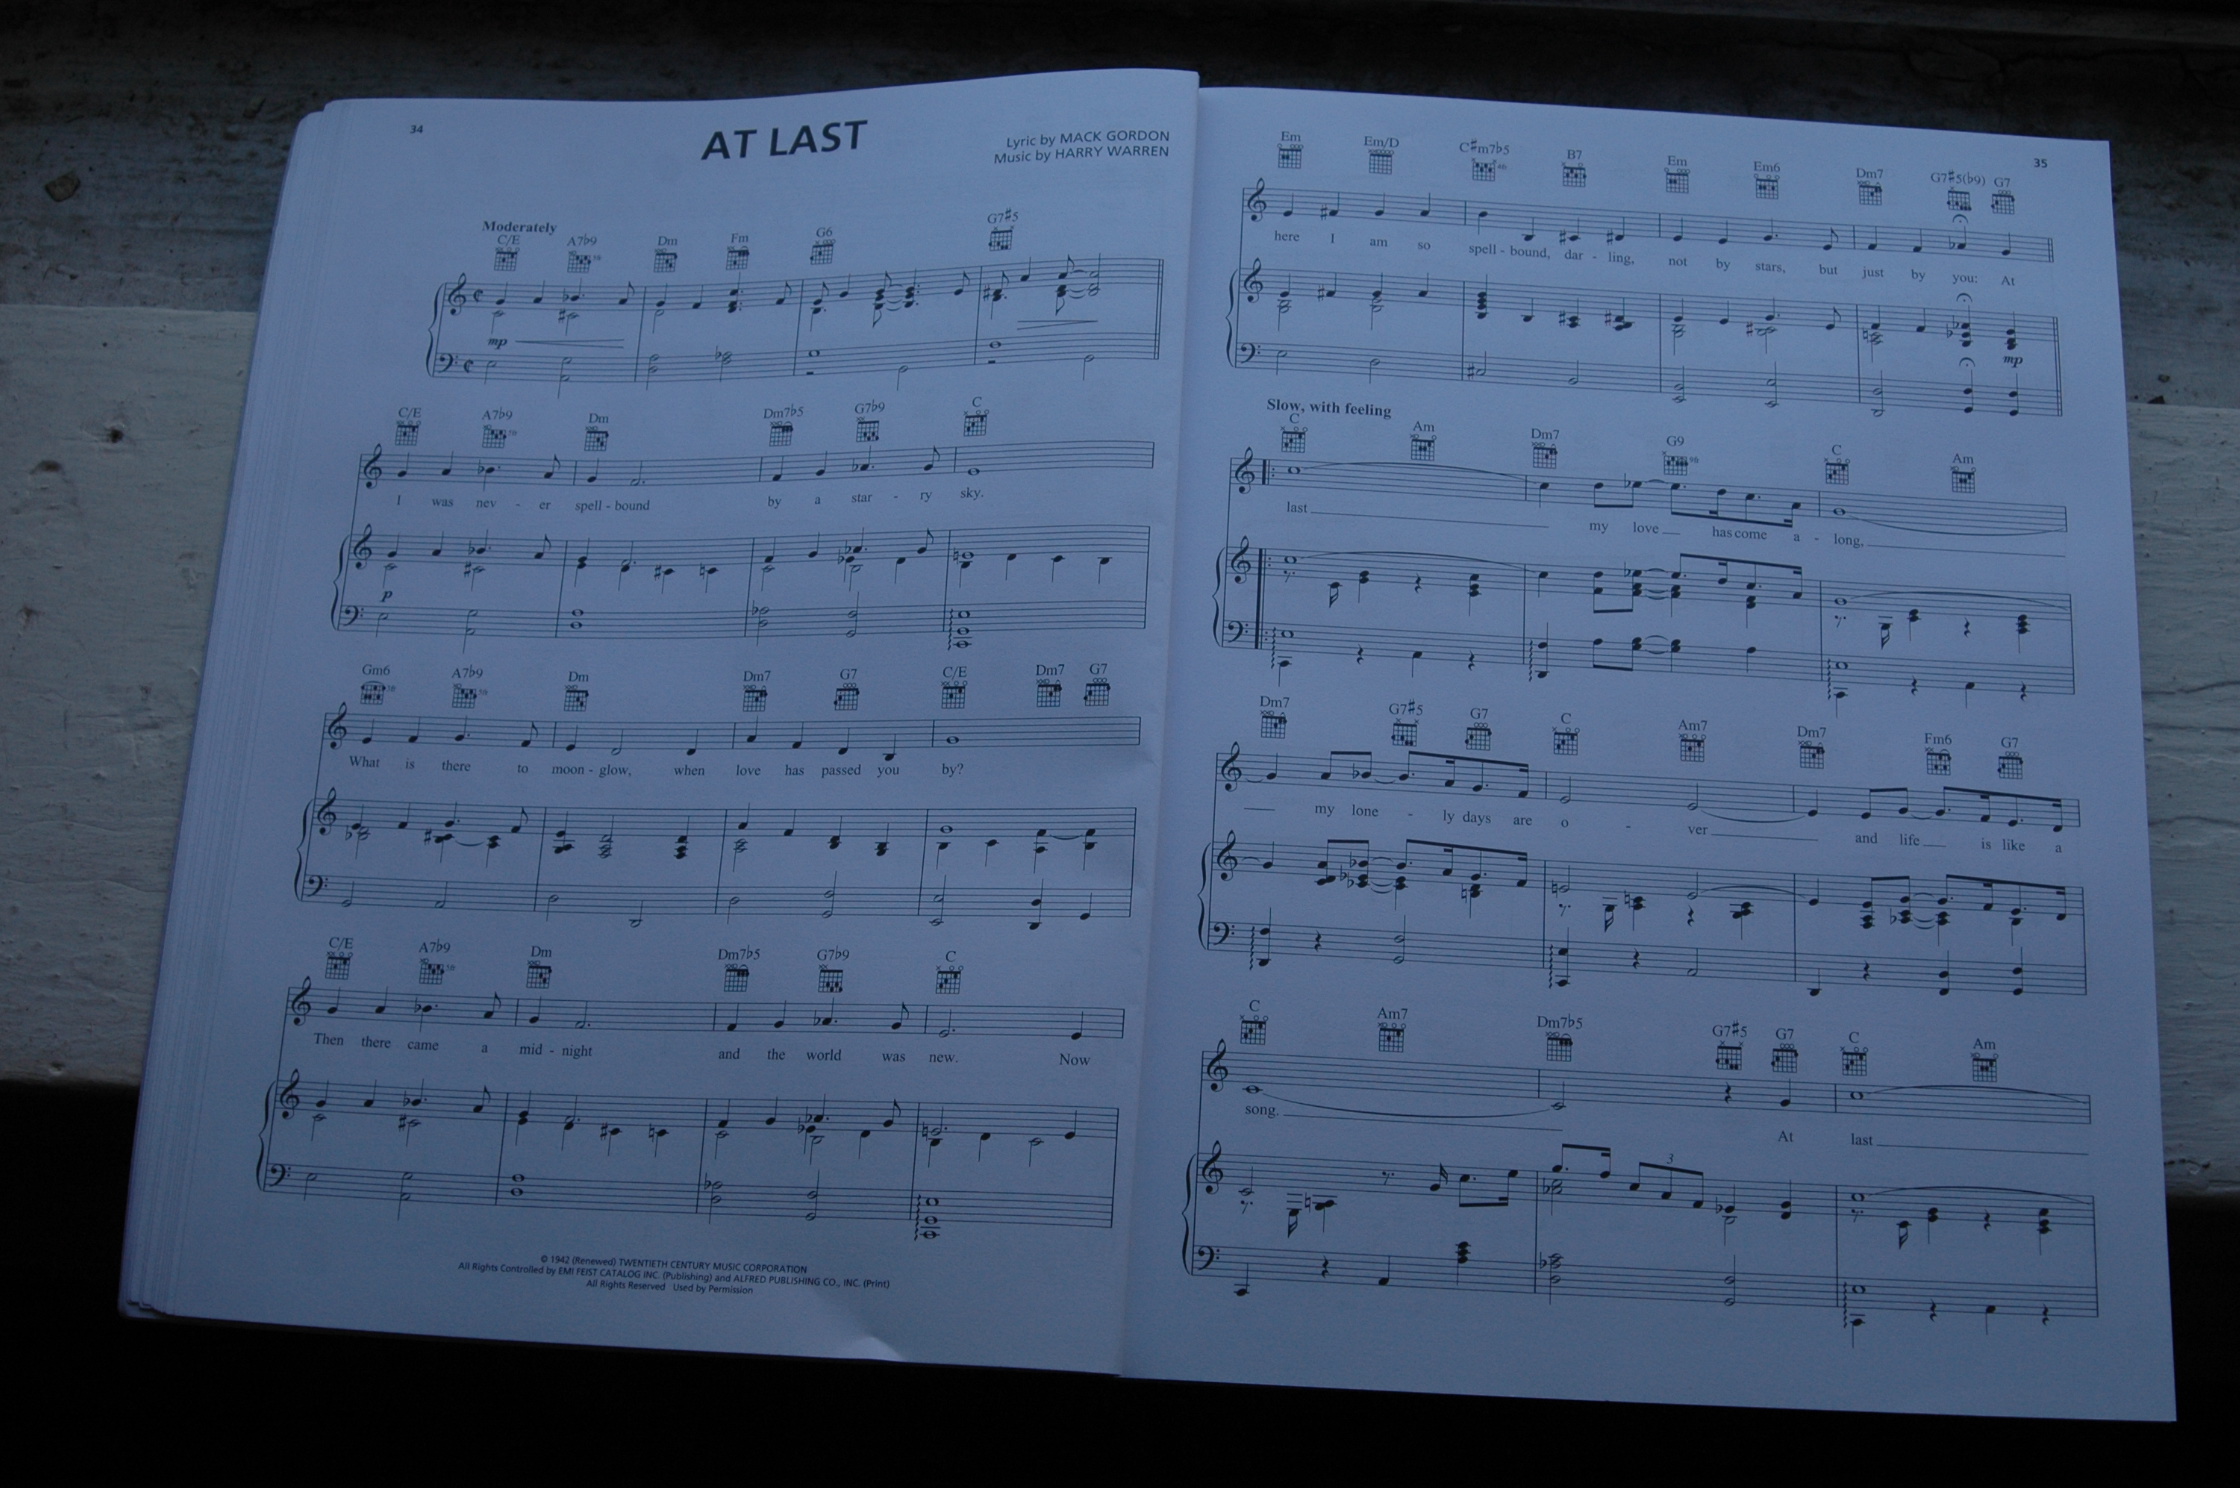 34
AT LAST
Lyric by MACK GORDON
Music by HARRY WARREN
Moderately
C/E A7♭9 Dm Fm G6 G7♯5
mp
C/E A7♭9 Dm Dm7♭5 G7♭9 C
I was nev - er spell - bound by a star - ry sky.
p
Gm6 A7♭9 Dm Dm7 G7 C/E Dm7 G7
What is there to moon - glow, when love has passed you by?
C/E A7♭9 Dm Dm7♭5 G7♭9 C
Then there came a mid - night and the world was new. Now
© 1942 (Renewed) TWENTIETH CENTURY MUSIC CORPORATION
All Rights Controlled by EMI FEIST CATALOG INC. (Publishing) and ALFRED PUBLISHING CO., INC. (Print)
All Rights Reserved Used by Permission
35
Em Em/D C♯m7♭5 B7 Em Em6 Dm7 G7♯5(♭9) G7
here I am so spell - bound, dar - ling, not by stars, but just by you: At
mp
Slow, with feeling
C Am Dm7 G9 C Am
last my love has come a - long,
Dm7 G7♯5 G7 C Am7 Dm7 Fm6 G7
my lone - ly days are o - ver and life is like a
C Am7 Dm7♭5 G7♯5 G7 C Am
song. At last
3